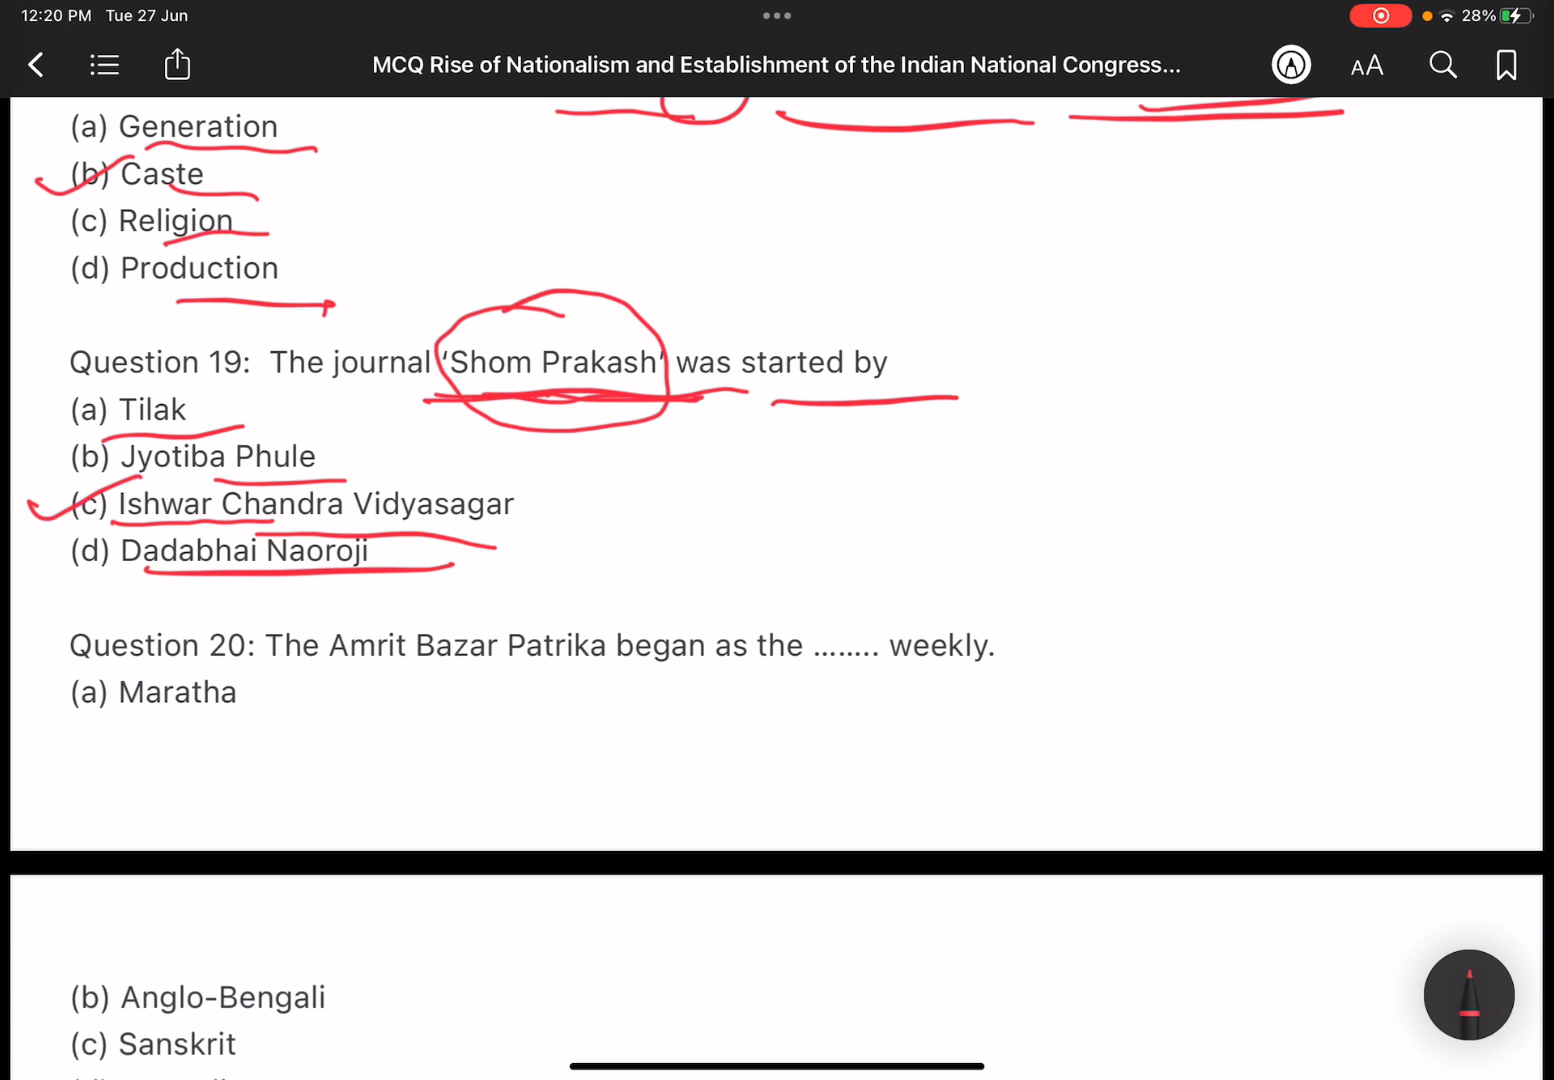 12:20 PM Tue 27 Jun
28%
MCQ Rise of Nationalism and Establishment of the Indian National Congress...
AA
(a) Generation
(b) Caste
(c) Religion
(d) Production
Question 19: The journal ‘Shom Prakash’ was started by
(a) Tilak
(b) Jyotiba Phule
(c) Ishwar Chandra Vidyasagar
(d) Dadabhai Naoroji
Question 20: The Amrit Bazar Patrika began as the ........ weekly.
(a) Maratha
(b) Anglo-Bengali
(c) Sanskrit